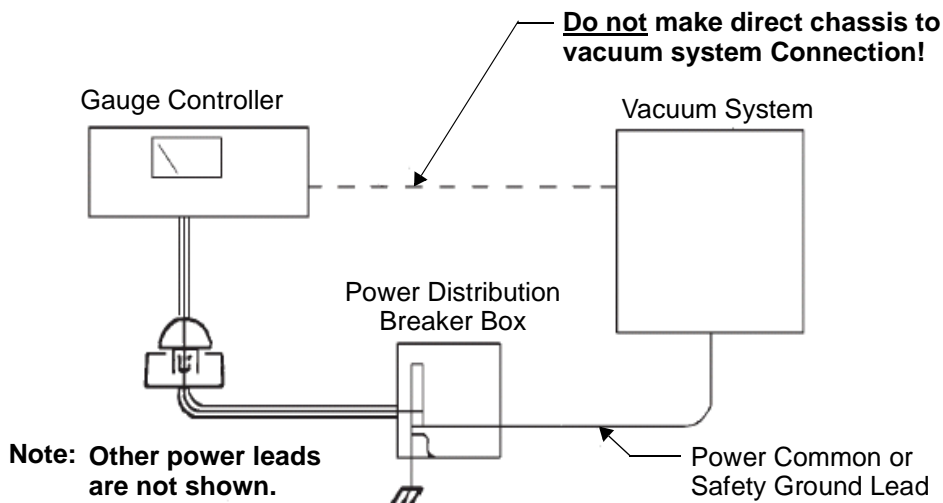 Do not make direct chassis to
vacuum system Connection!
Gauge Controller
Vacuum System
Power Distribution
Breaker Box
Note: Other power leads
are not shown.
Power Common or
Safety Ground Lead